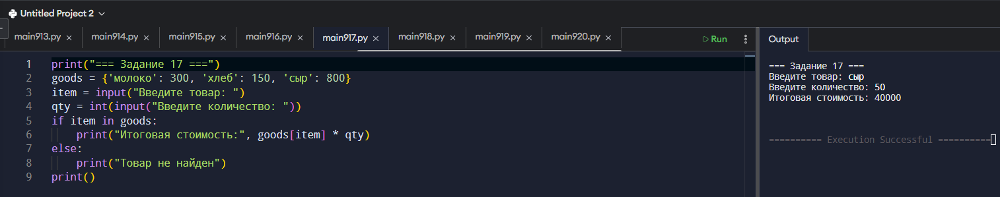 Untitled Project 2
main913.py × main914.py × main915.py × main916.py × main917.py × main918.py × main919.py × main920.py × Run Output
1 print("=== Задание 17 ===")
2 goods = {'молоко': 300, 'хлеб': 150, 'сыр': 800}
3 item = input("Введите товар: ")
4 qty = int(input("Введите количество: "))
5 if item in goods:
6     print("Итоговая стоимость:", goods[item] * qty)
7 else:
8     print("Товар не найден")
9 print()
=== Задание 17 ===
Введите товар: сыр
Введите количество: 50
Итоговая стоимость: 40000
========== Execution Successful ==========